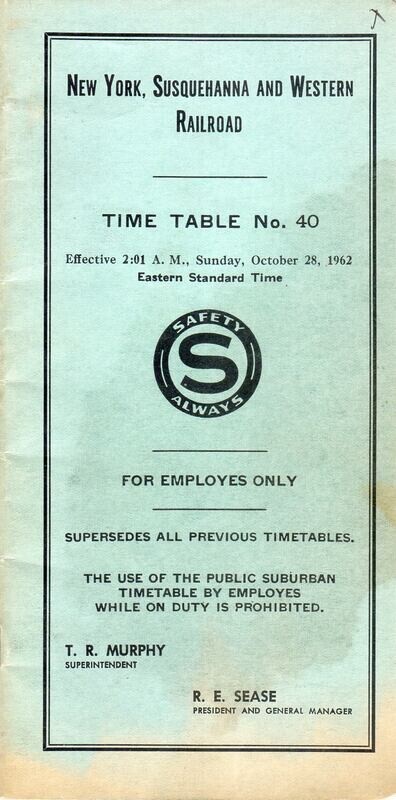 NEW YORK, SUSQUEHANNA AND WESTERN
RAILROAD
TIME TABLE No. 40
Effective 2:01 A. M., Sunday, October 28, 1962
Eastern Standard Time
SAFETY
S
ALWAYS
FOR EMPLOYES ONLY
SUPERSEDES ALL PREVIOUS TIMETABLES.
THE USE OF THE PUBLIC SUBURBAN
TIMETABLE BY EMPLOYES
WHILE ON DUTY IS PROHIBITED.
T. R. MURPHY
SUPERINTENDENT
R. E. SEASE
PRESIDENT AND GENERAL MANAGER